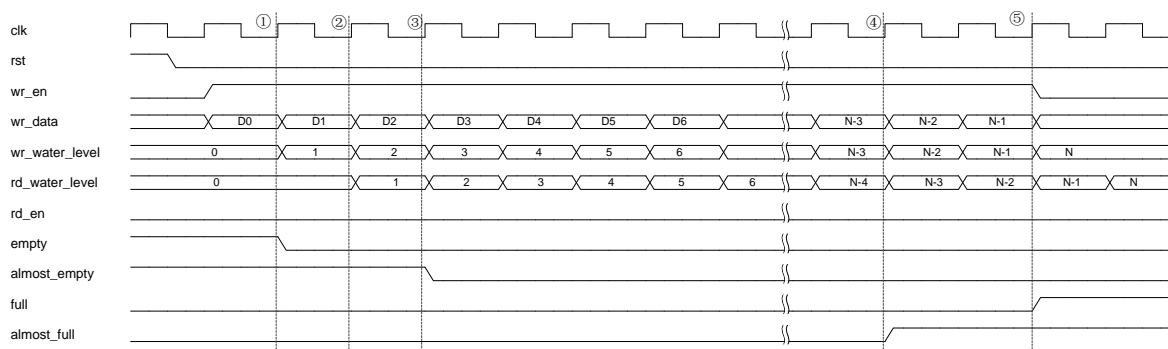 ① ② ③ ④ ⑤
clk
rst
wr_en
wr_data D0 D1 D2 D3 D4 D5 D6 N-3 N-2 N-1
wr_water_level 0 1 2 3 4 5 6 N-3 N-2 N-1 N
rd_water_level 0 1 2 3 4 5 6 N-4 N-3 N-2 N-1 N
rd_en
empty
almost_empty
full
almost_full